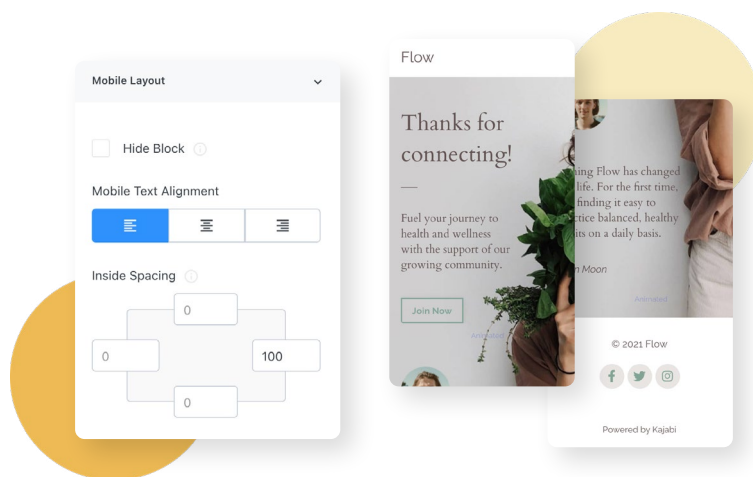 Mobile Layout
Hide Block
Mobile Text Alignment
Inside Spacing
0
0
100
0
Flow
Thanks for
connecting!
Fuel your journey to
health and wellness
with the support of our
growing community.
Join Now
Animated
ning Flow has changed
life. For the first time,
finding it easy to
ctice balanced, healthy
its on a daily basis.
n Moon
Animated
© 2021 Flow
Powered by Kajabi